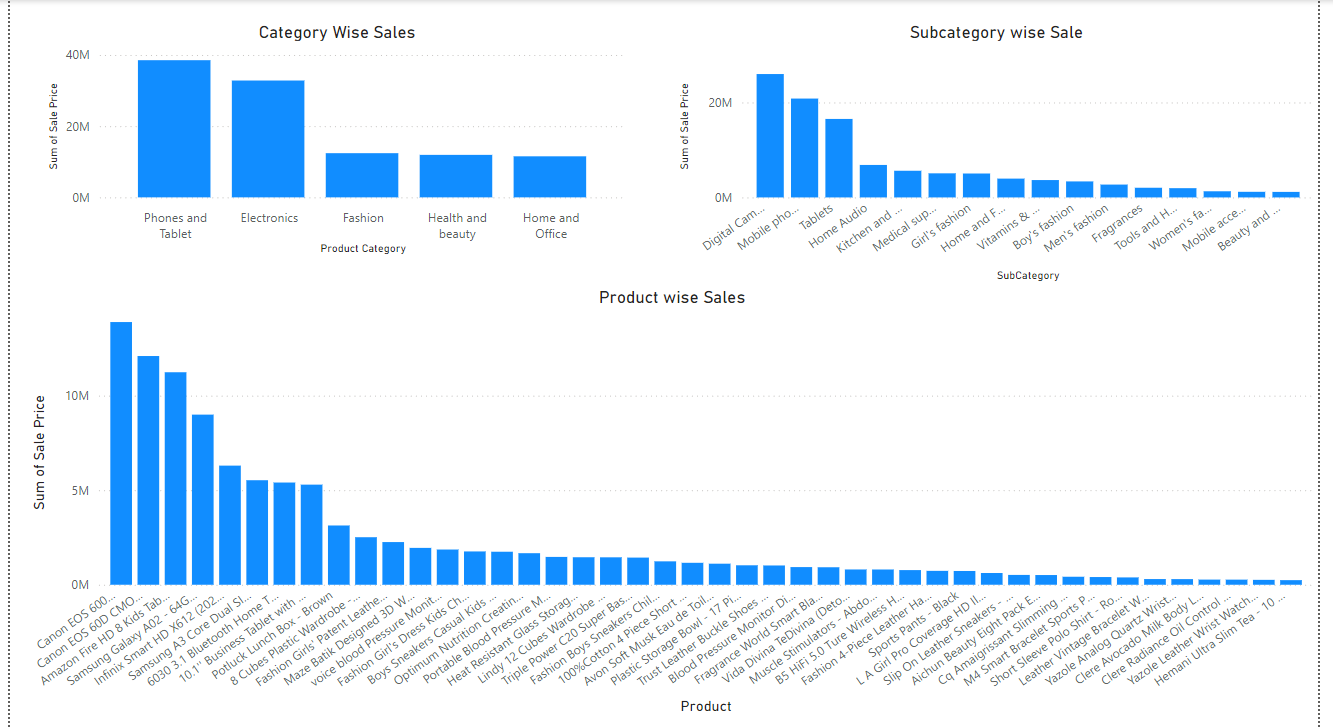 Category Wise Sales
40M
20M
0M
Sum of Sale Price
Phones and
Tablet
Electronics
Fashion
Health and
beauty
Home and
Office
Product Category
Subcategory wise Sale
20M
0M
Sum of Sale Price
Digital Cam...
Mobile pho...
Tablets
Home Audio
Kitchen and ...
Medical sup...
Girl's fashion
Home and F...
Vitamins & ...
Boy's fashion
Men's fashion
Fragrances
Tools and H...
Women's fa...
Mobile acce...
Beauty and ...
SubCategory
Product wise Sales
10M
5M
0M
Sum of Sale Price
Canon EOS 600...
Canon EOS 60D CMO...
Amazon Fire HD 8 Kids Tab...
Samsung Galaxy A02 - 64G...
Infinix Smart HD X612 (202...
Samsung A3 Core Dual SI...
6030 3.1 Bluetooth Home T...
10.1" Business Tablet with ...
Potluck Lunch Box - Brown
8 Cubes Plastic Wardrobe -...
Fashion Girls' Patent Leathe...
Maze Batik Designed 3D W...
voice blood Pressure Monit...
Fashion Girl's Dress Kids Ch...
Boys Sneakers Casual Kids ...
Optimum Nutrition Creatin...
Portable Blood Pressure M...
Heat Resistant Glass Storag...
Lindy 12 Cubes Wardrobe ...
Triple Power C20 Super Bas...
Fashion Boys Sneakers Chil...
100%Cotton 4 Piece Short...
Avon Soft Musk Eau de Toil...
Plastic Storage Bowl - 17 Pi...
Trust Leather Buckle Shoes ...
Blood Pressure Monitor Di...
Fragrance World Smart Bla...
Vida Divina TeDivina (Deto...
Muscle Stimulators - Abdo...
B5 HiFi 5.0 Ture Wireless H...
Fashion 4-Piece Leather Ha...
Sports Pants - Black
L A Girl Pro Coverage HD Il...
Slip On Leather Sneakers - ...
Aichun Beauty Eight Pack E...
Cq Amaigrissant Slimming ...
M4 Smart Bracelet Sports P...
Short Sleeve Polo Shirt - Ro...
Leather Vintage Bracelet W...
Yazole Analog Quartz Wrist...
Clere Avocado Milk Body L...
Clere Radiance Oil Control ...
Yazole Leather Wrist Watch...
Hemani Ultra Slim Tea - 10 ...
Product